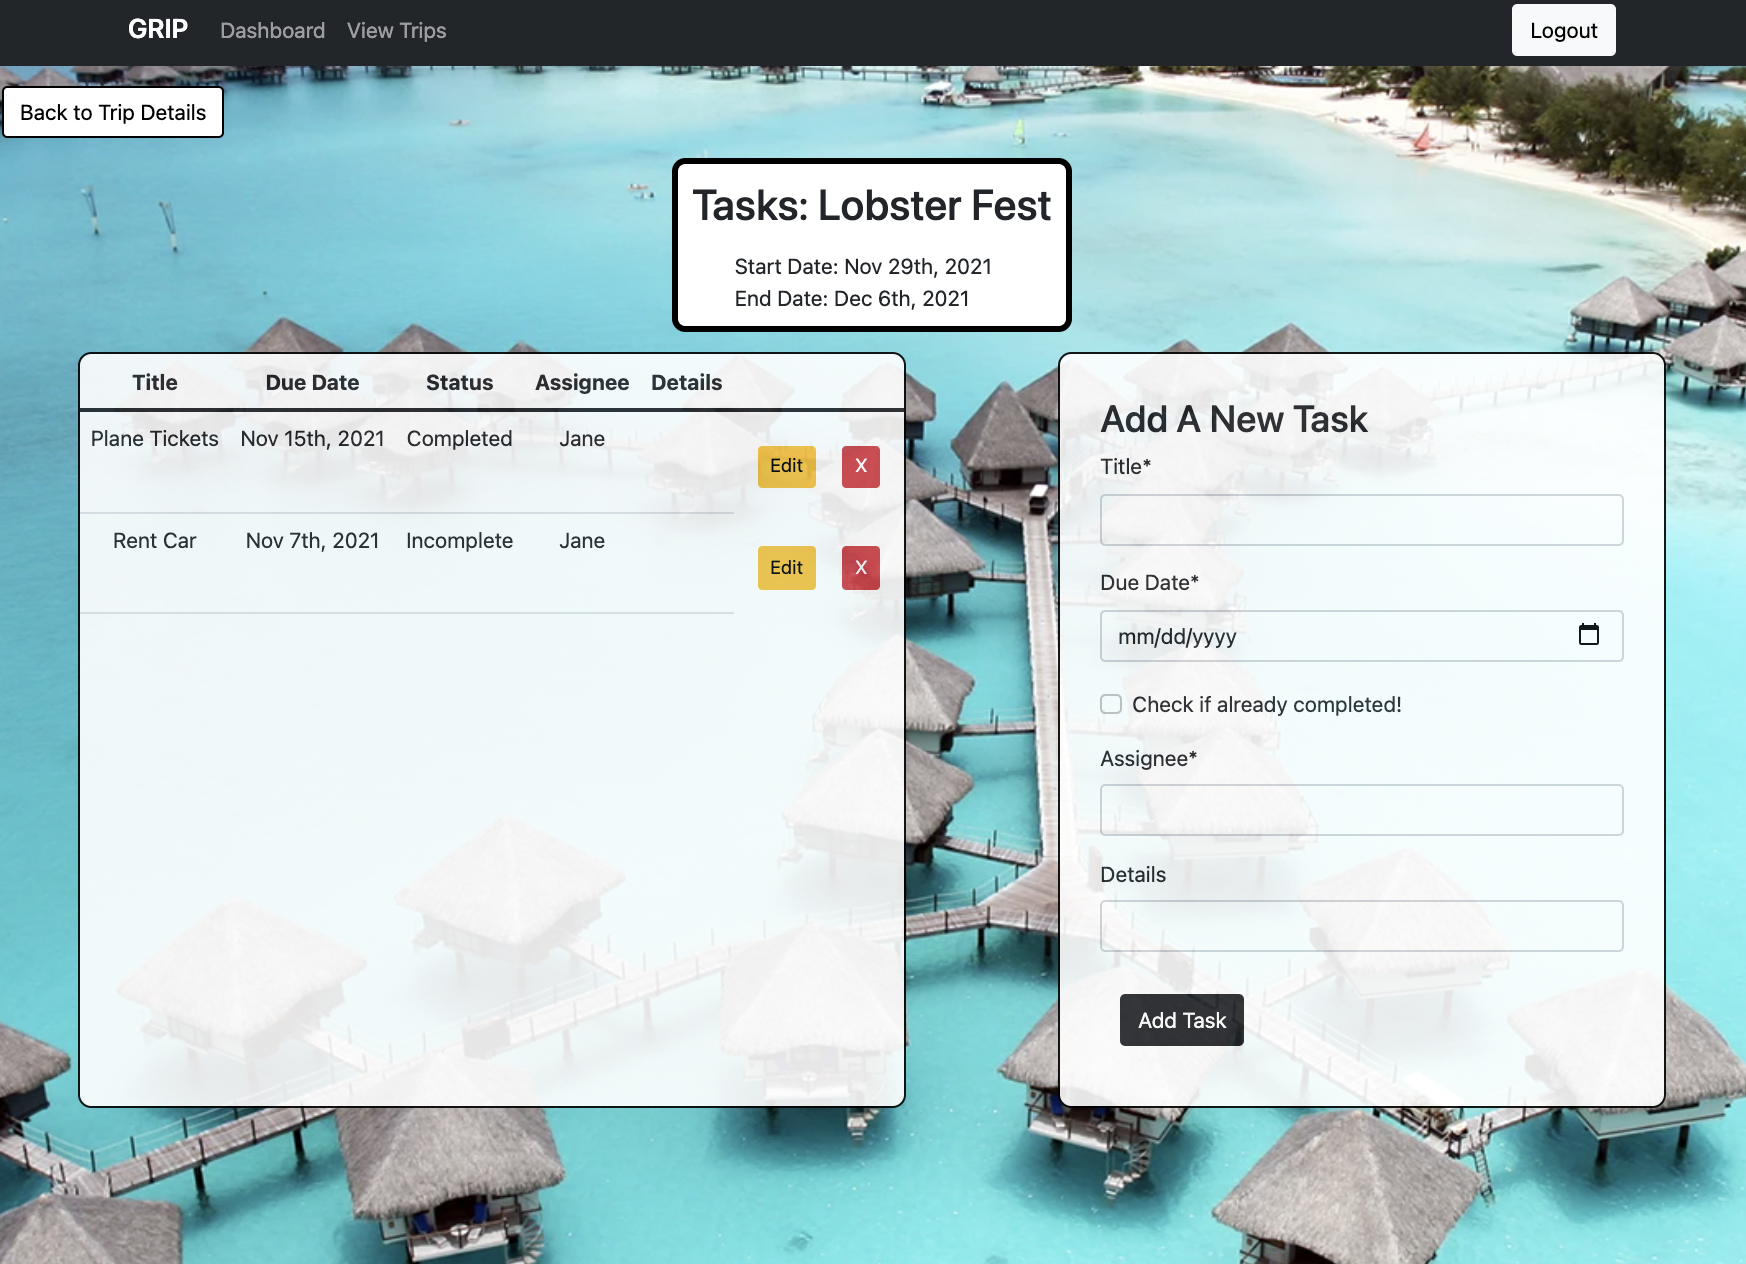 GRIP Dashboard View Trips Logout
Back to Trip Details
Tasks: Lobster Fest
Start Date: Nov 29th, 2021
End Date: Dec 6th, 2021
Title Due Date Status Assignee Details
Plane Tickets Nov 15th, 2021 Completed Jane Edit X
Rent Car Nov 7th, 2021 Incomplete Jane Edit X
Add A New Task
Title*
Due Date*
mm/dd/yyyy
Check if already completed!
Assignee*
Details
Add Task